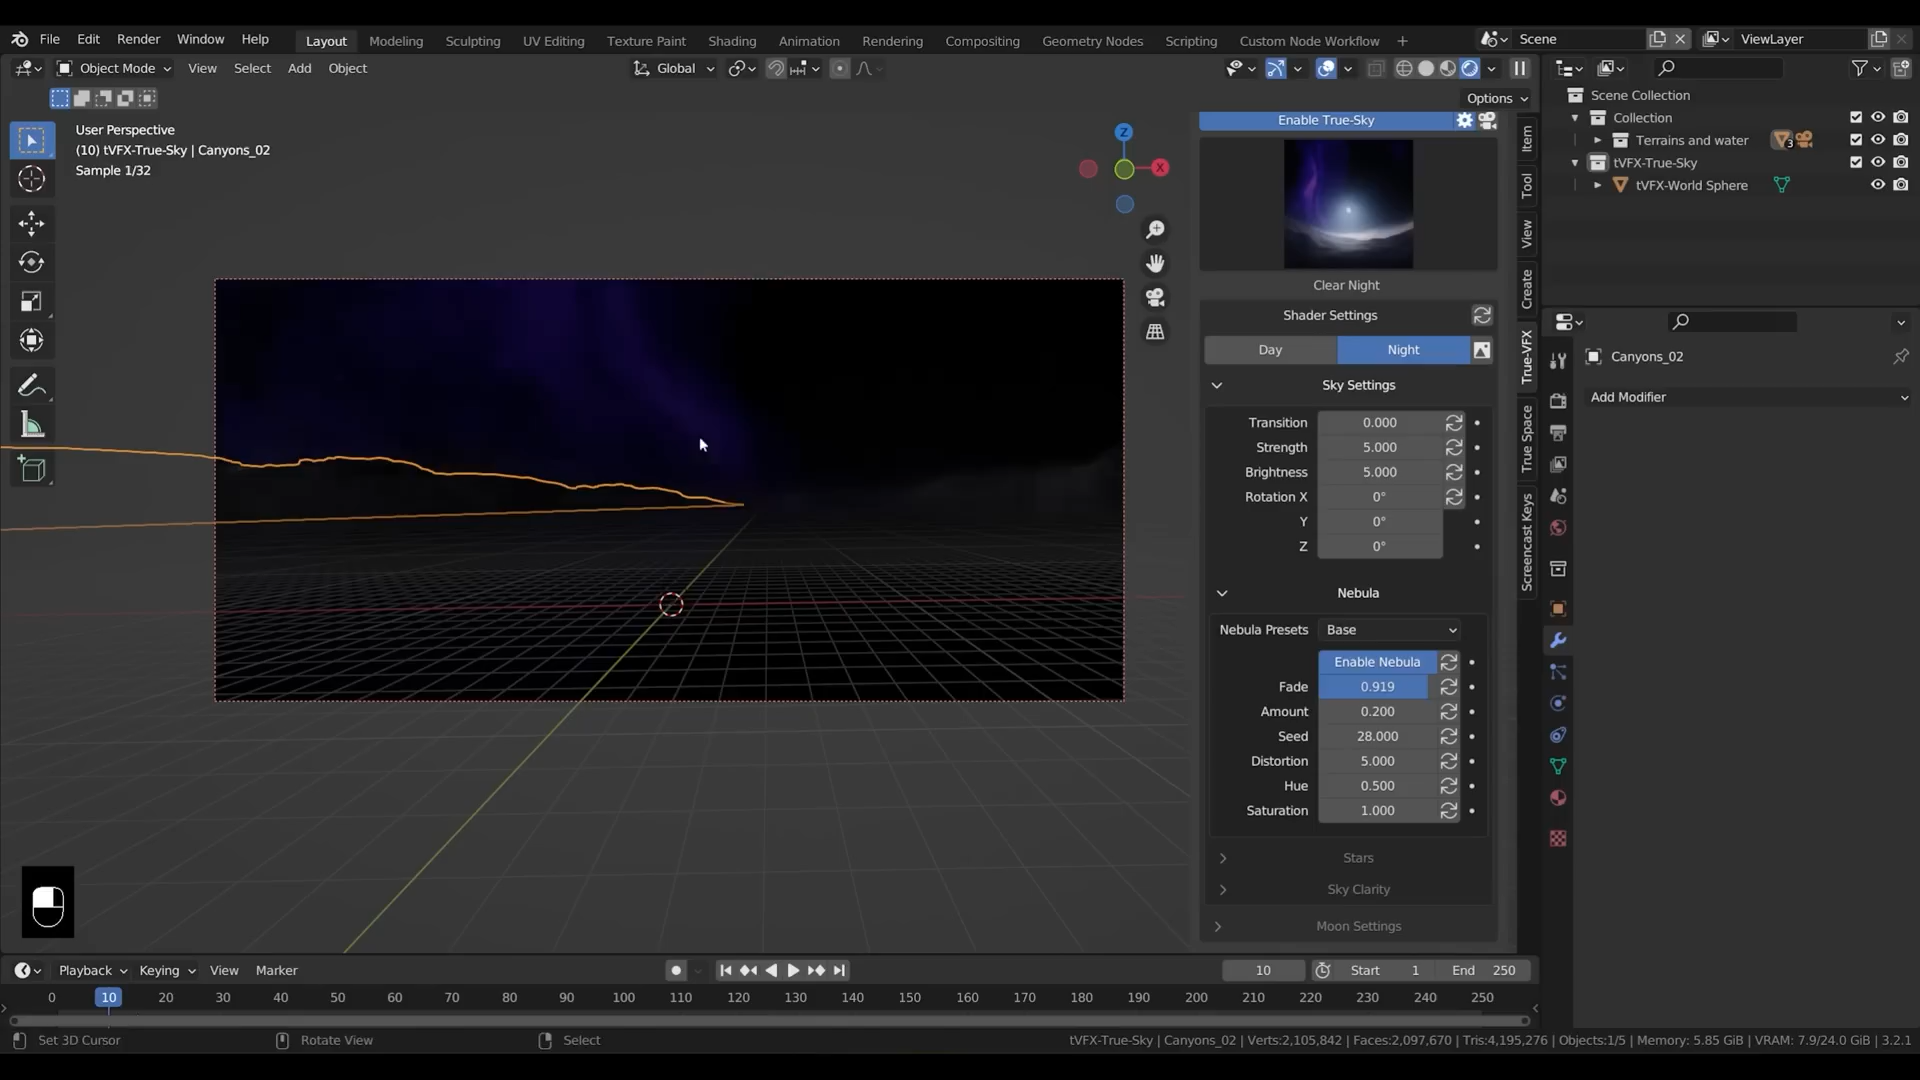 File Edit Render Window Help Layout Modeling Sculpting UV Editing Texture Paint Shading Animation Rendering Compositing Geometry Nodes Scripting Custom Node Workflow + Scene ViewLayer
Object Mode View Select Add Object Global
Options
User Perspective
(10) tVFX-True-Sky | Canyons_02
Sample 1/32
Z
X
Enable True-Sky
Clear Night
Shader Settings
Day Night
Sky Settings
Transition 0.000
Strength 5.000
Brightness 5.000
Rotation X 0°
Y 0°
Z 0°
Nebula
Nebula Presets Base
Enable Nebula
Fade 0.919
Amount 0.200
Seed 28.000
Distortion 5.000
Hue 0.500
Saturation 1.000
Stars
Sky Clarity
Moon Settings
Item
Tool
View
Create
True-VFX
True Space
Screencast Keys
Scene Collection
Collection
Terrains and water 3
tVFX-True-Sky
tVFX-World Sphere
Canyons_02
Add Modifier
Playback Keying View Marker 10 Start 1 End 250
0 10 20 30 40 50 60 70 80 90 100 110 120 130 140 150 160 170 180 190 200 210 220 230 240 250
Set 3D Cursor Rotate View Select tVFX-True-Sky | Canyons_02 | Verts:2,105,842 | Faces:2,097,670 | Tris:4,195,276 | Objects:1/5 | Memory: 5.85 GiB | VRAM: 7.9/24.0 GiB | 3.2.1